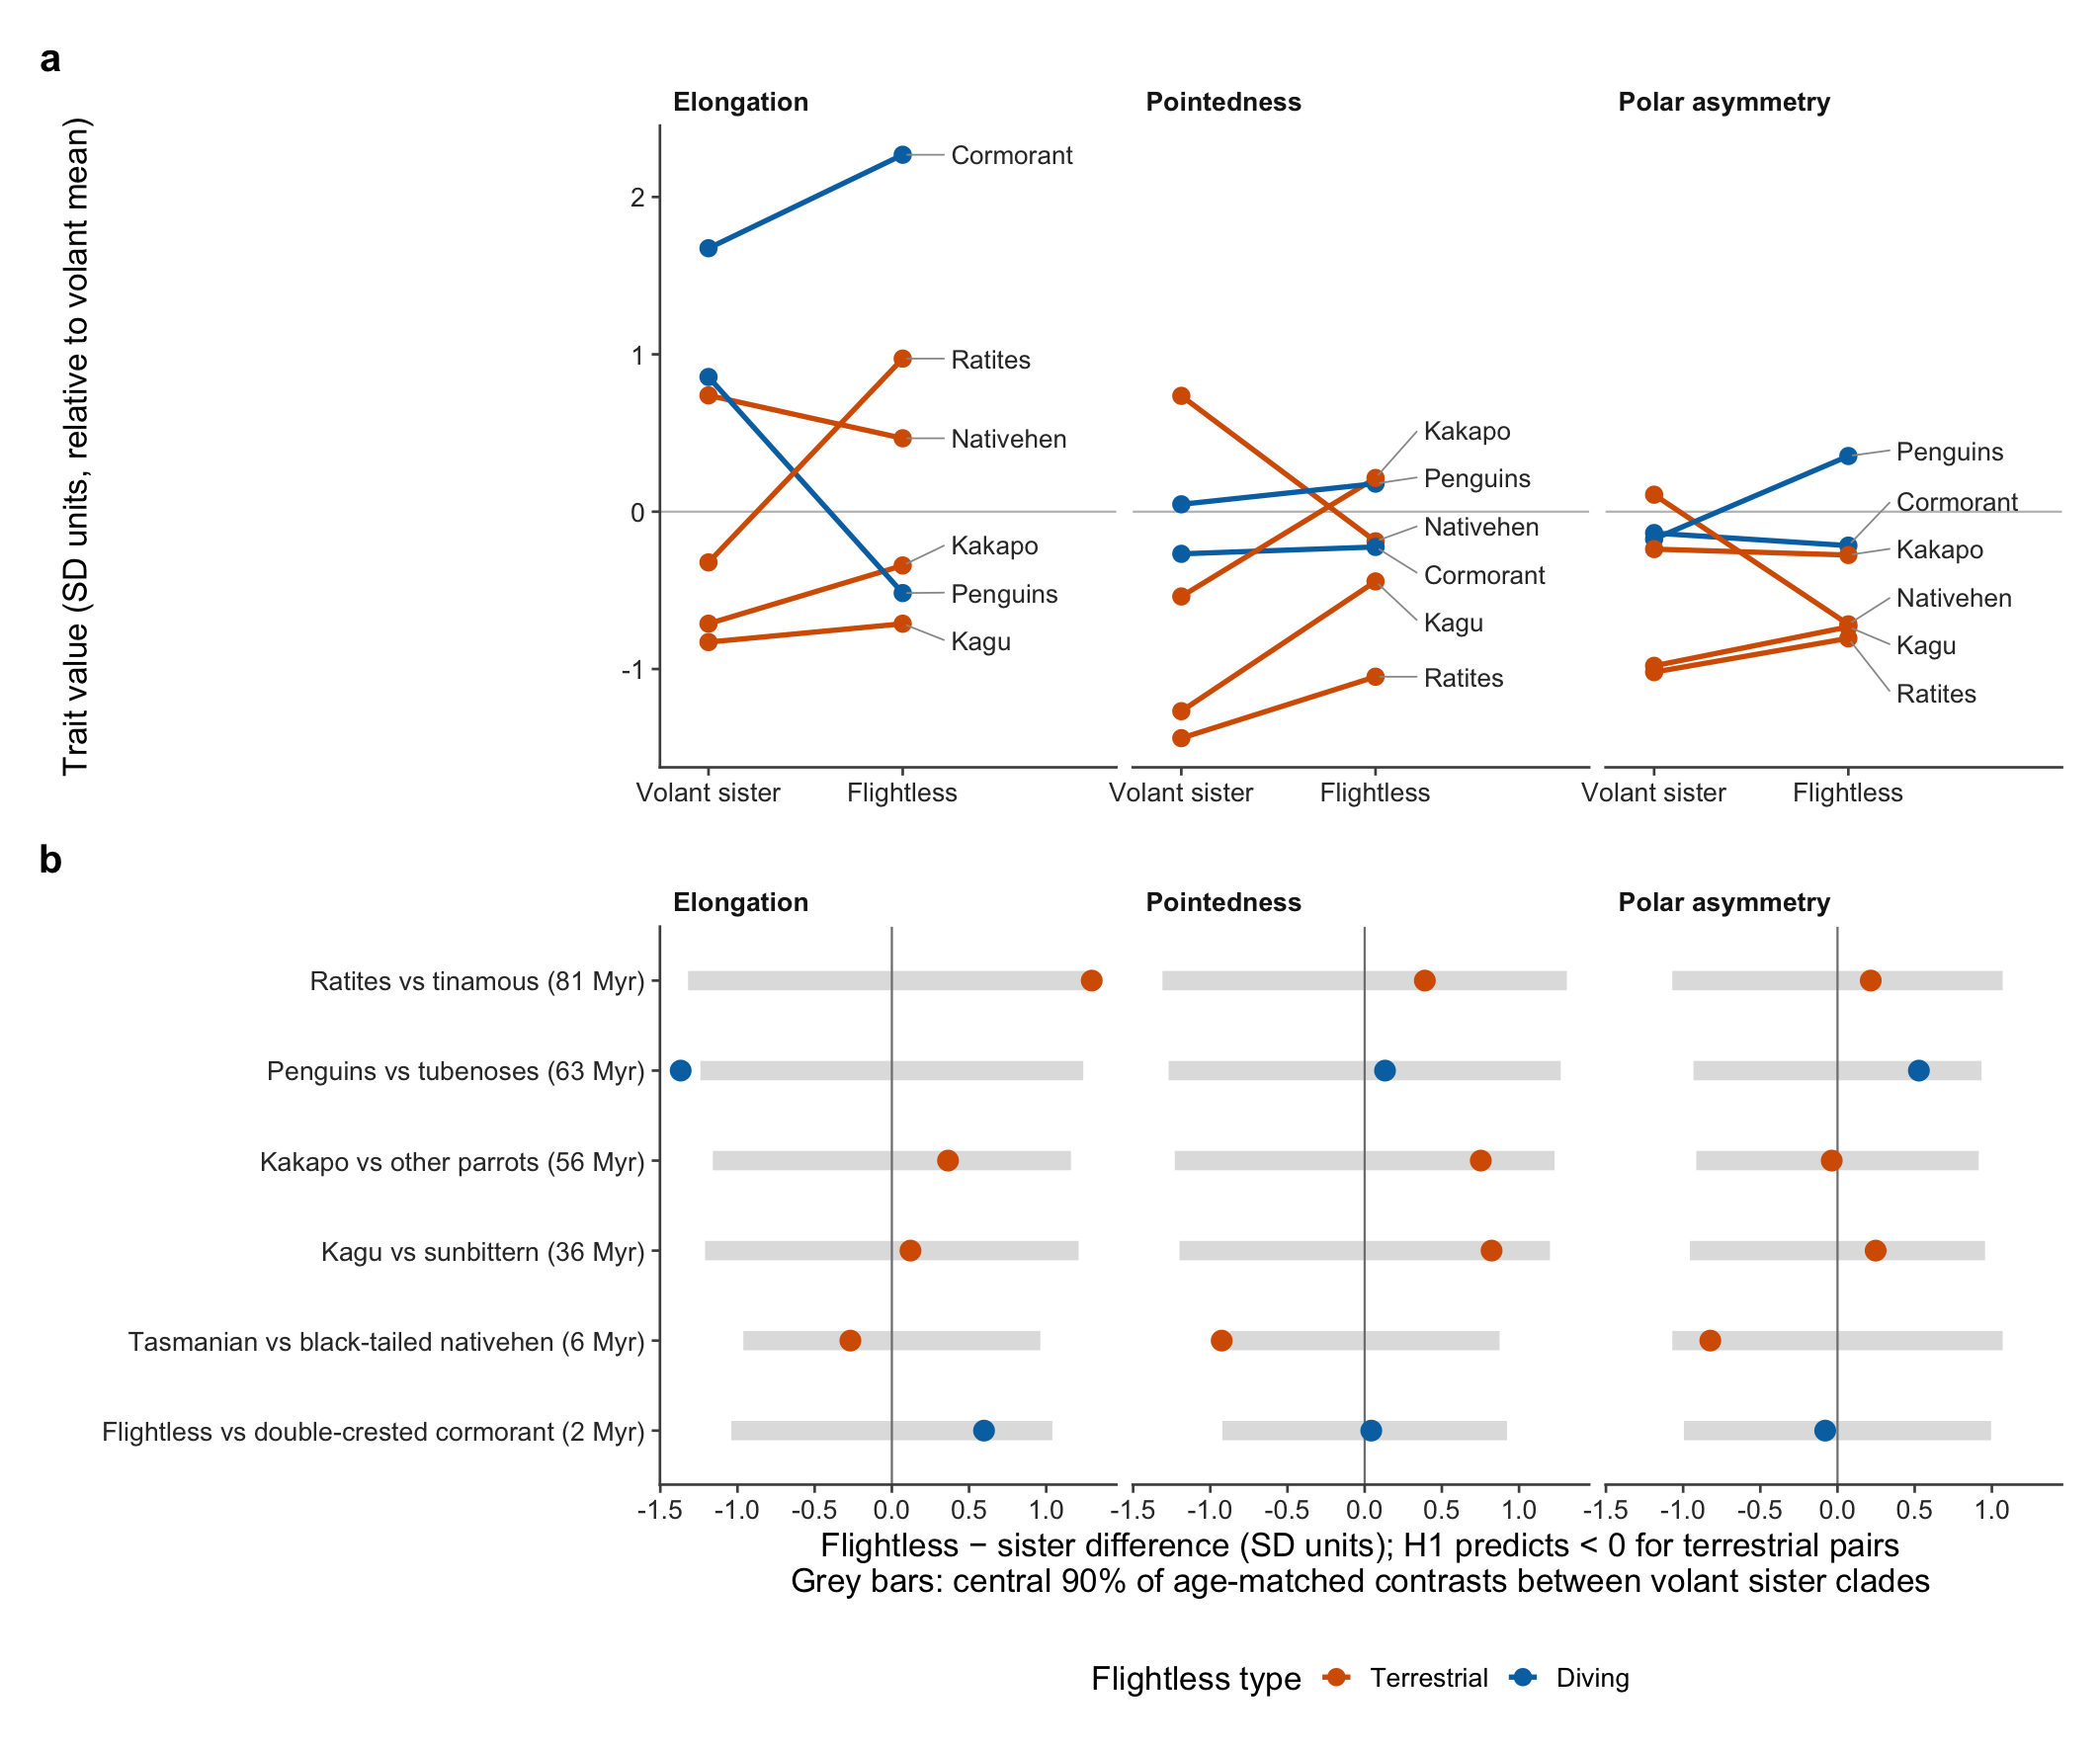 a
Elongation
Pointedness
Polar asymmetry
Trait value (SD units, relative to volant mean)
2
1
0
-1
Cormorant
Ratites
Nativehen
Kakapo
Penguins
Kagu
Kakapo
Penguins
Nativehen
Cormorant
Kagu
Ratites
Penguins
Cormorant
Kakapo
Nativehen
Kagu
Ratites
Volant sister
Flightless
Volant sister
Flightless
Volant sister
Flightless
b
Elongation
Pointedness
Polar asymmetry
Ratites vs tinamous (81 Myr)
Penguins vs tubenoses (63 Myr)
Kakapo vs other parrots (56 Myr)
Kagu vs sunbittern (36 Myr)
Tasmanian vs black-tailed nativehen (6 Myr)
Flightless vs double-crested cormorant (2 Myr)
-1.5 -1.0 -0.5 0.0 0.5 1.0
-1.5 -1.0 -0.5 0.0 0.5 1.0
-1.5 -1.0 -0.5 0.0 0.5 1.0
Flightless − sister difference (SD units); H1 predicts < 0 for terrestrial pairs
Grey bars: central 90% of age-matched contrasts between volant sister clades
Flightless type
Terrestrial
Diving